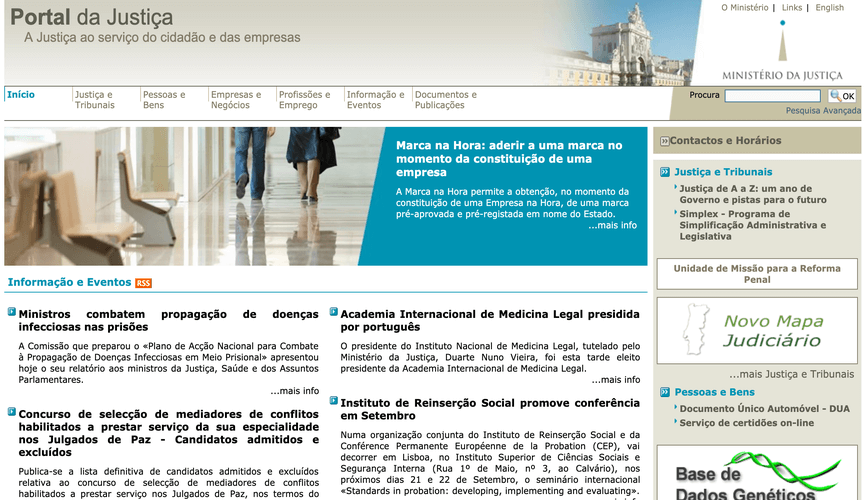 Portal da Justiça
A Justiça ao serviço do cidadão e das empresas
O Ministério | Links | English
MINISTÉRIO DA JUSTIÇA
Início
Justiça e
Tribunais
Pessoas e
Bens
Empresas e
Negócios
Profissões e
Emprego
Informação e
Eventos
Documentos e
Publicações
Procura
OK
Pesquisa Avançada
Marca na Hora: aderir a uma marca no
momento da constituição de uma
empresa
A Marca na Hora permite a obtenção, no momento da
constituição de uma Empresa na Hora, de uma marca
pré-aprovada e pré-registada em nome do Estado.
...mais info
Informação e Eventos RSS
Ministros combatem propagação de doenças
infecciosas nas prisões
A Comissão que preparou o «Plano de Acção Nacional para Combate
à Propagação de Doenças Infecciosas em Meio Prisional» apresentou
hoje o seu relatório aos ministros da Justiça, Saúde e dos Assuntos
Parlamentares.
...mais info
Concurso de selecção de mediadores de conflitos
habilitados a prestar serviço da sua especialidade
nos Julgados de Paz - Candidatos admitidos e
excluídos
Publica-se a lista definitiva de candidatos admitidos e excluídos
relativa ao concurso de selecção de mediadores de conflitos
habilitados a prestar serviço nos Julgados de Paz, nos termos do
Academia Internacional de Medicina Legal presidida
por português
O presidente do Instituto Nacional de Medicina Legal, tutelado pelo
Ministério da Justiça, Duarte Nuno Vieira, foi esta tarde eleito
presidente da Academia Internacional de Medicina Legal.
...mais info
Instituto de Reinserção Social promove conferência
em Setembro
Numa organização conjunta do Instituto de Reinserção Social e da
Conférence Permanente Européenne de la Probation (CEP), vai
decorrer em Lisboa, no Instituto Superior de Ciências Sociais e
Segurança Interna (Rua 1º de Maio, nº 3, ao Calvário), nos
próximos dias 21 e 22 de Setembro, o seminário internacional
«Standards in probation: developing, implementing and evaluating».
Contactos e Horários
Justiça e Tribunais
Justiça de A a Z: um ano de
Governo e pistas para o futuro
Simplex - Programa de
Simplificação Administrativa e
Legislativa
Unidade de Missão para a Reforma
Penal
Novo Mapa
Judiciário
...mais Justiça e Tribunais
Pessoas e Bens
Documento Único Automóvel - DUA
Serviço de certidões on-line
Base de
Dados Genéticos